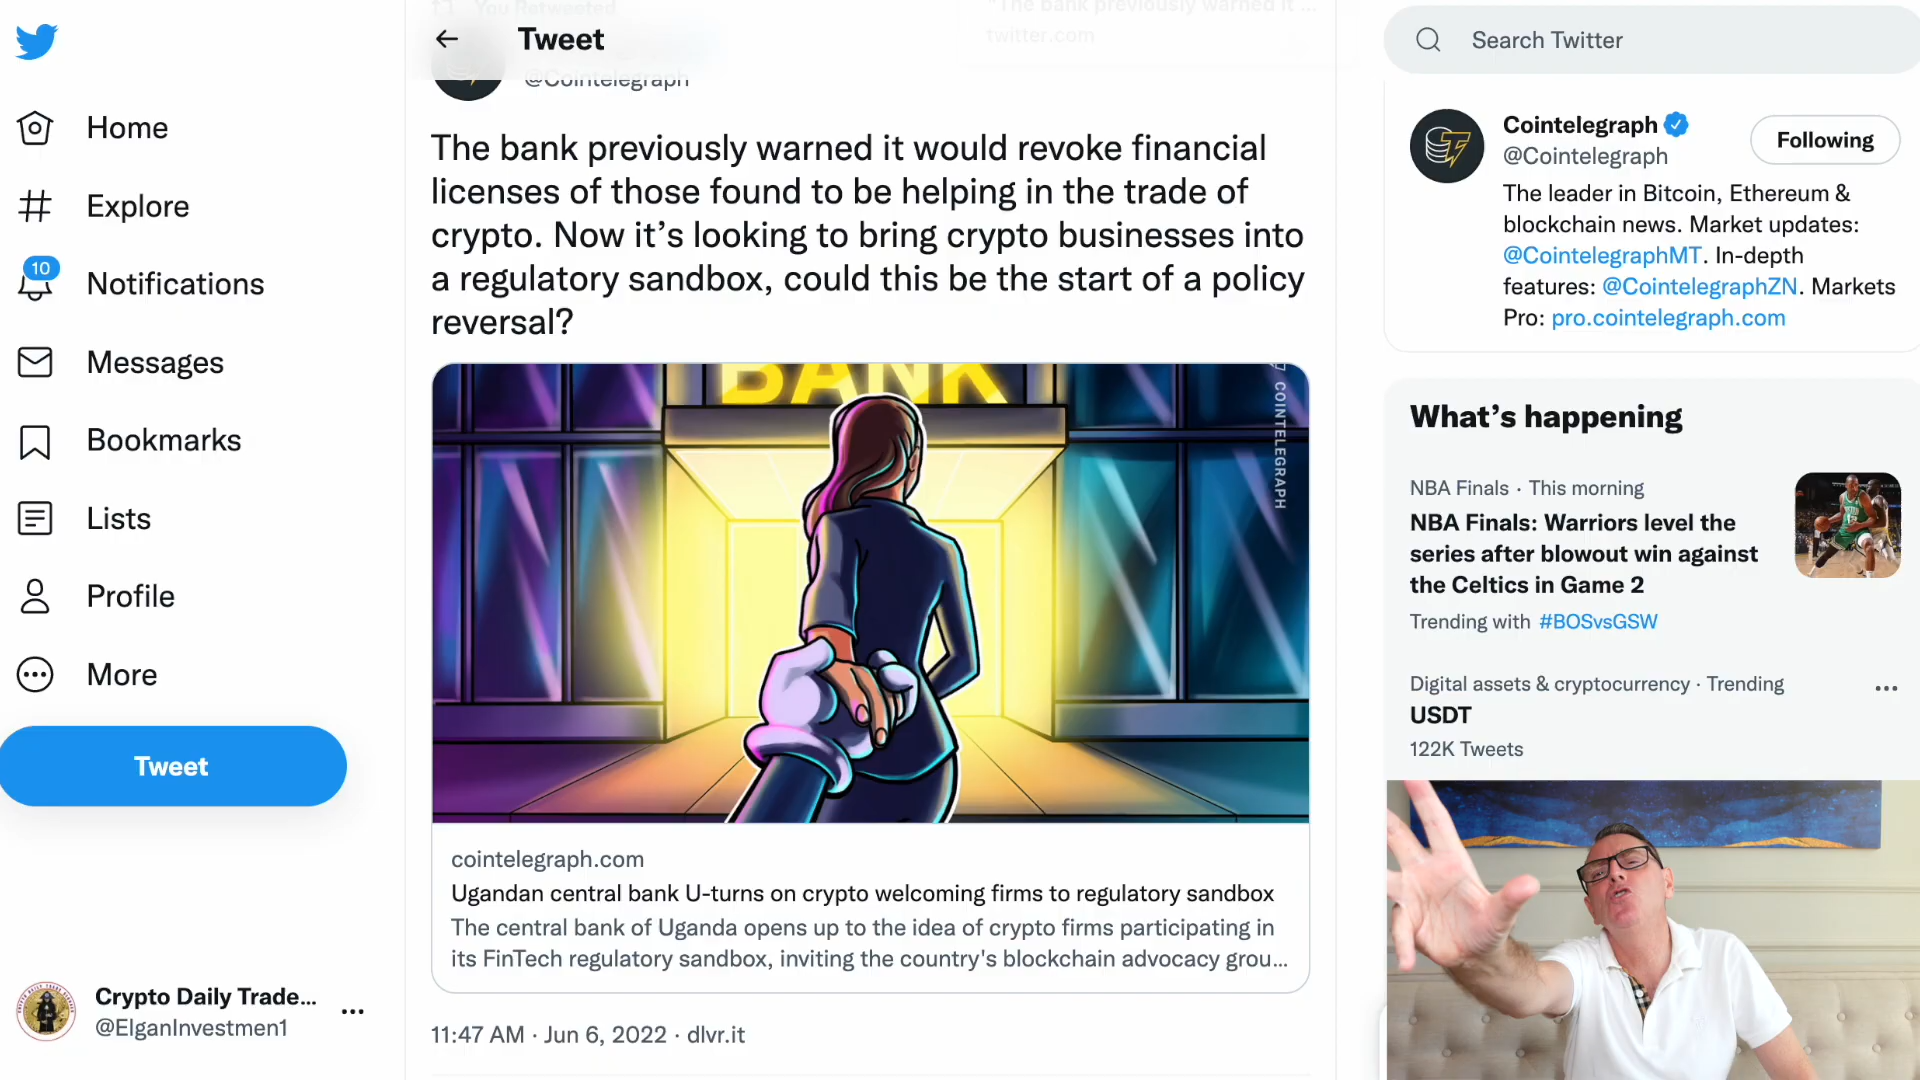 You Retweeted
"The bank previously warned it ...
twitter.com
Tweet
@Cointelegraph
Search Twitter
Home
Explore
10
Notifications
Messages
Bookmarks
Lists
Profile
More
Tweet
Crypto Daily Trade...
@ElganInvestmen1
The bank previously warned it would revoke financial
licenses of those found to be helping in the trade of
crypto. Now it’s looking to bring crypto businesses into
a regulatory sandbox, could this be the start of a policy
reversal?
BANK
COINTELEGRAPH
cointelegraph.com
Ugandan central bank U-turns on crypto welcoming firms to regulatory sandbox
The central bank of Uganda opens up to the idea of crypto firms participating in
its FinTech regulatory sandbox, inviting the country's blockchain advocacy grou...
11:47 AM · Jun 6, 2022 · dlvr.it
Cointelegraph
@Cointelegraph
Following
The leader in Bitcoin, Ethereum &
blockchain news. Market updates:
@CointelegraphMT. In-depth
features: @CointelegraphZN. Markets
Pro: pro.cointelegraph.com
What’s happening
NBA Finals · This morning
NBA Finals: Warriors level the
series after blowout win against
the Celtics in Game 2
Trending with #BOSvsGSW
Digital assets & cryptocurrency · Trending
USDT
122K Tweets